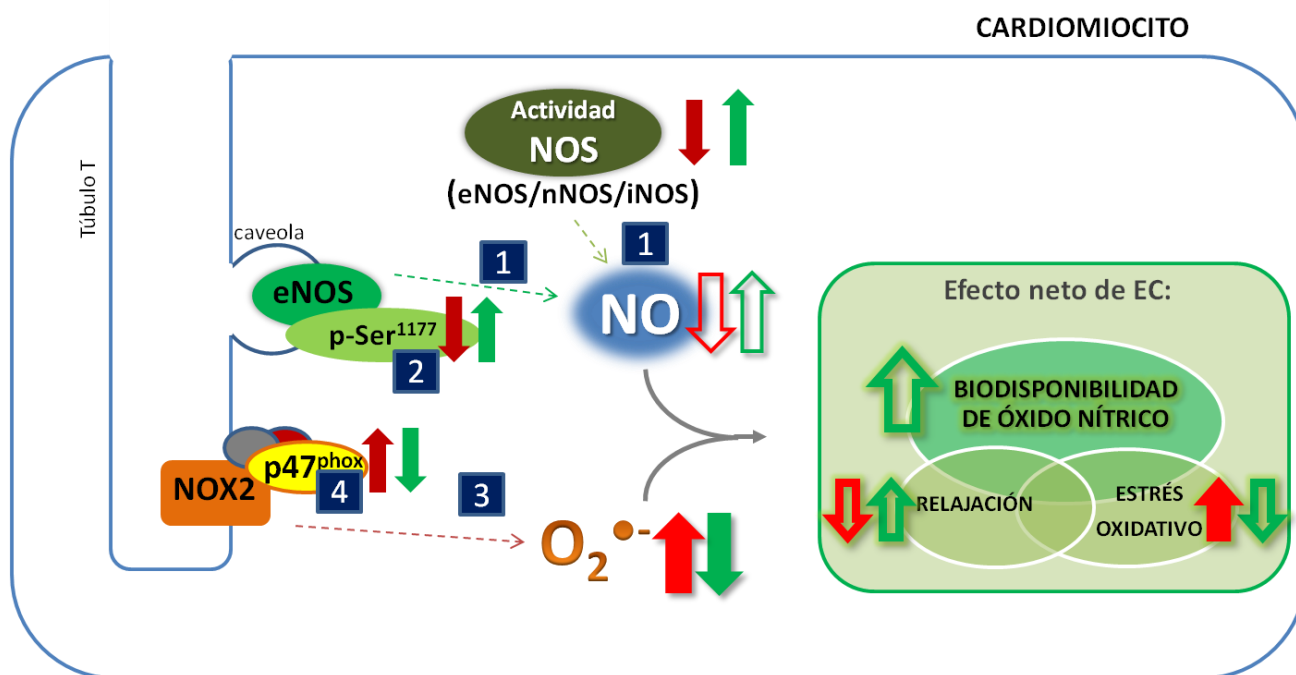 CARDIOMIOCITO
Túbulo T
Actividad
NOS
(eNOS/nNOS/iNOS)
caveola
1
1
eNOS
p-Ser1177
2
NO
p47phox
4
NOX2
3
O2•-
Efecto neto de EC:
BIODISPONIBILIDAD
DE ÓXIDO NÍTRICO
RELAJACIÓN
ESTRÉS
OXIDATIVO